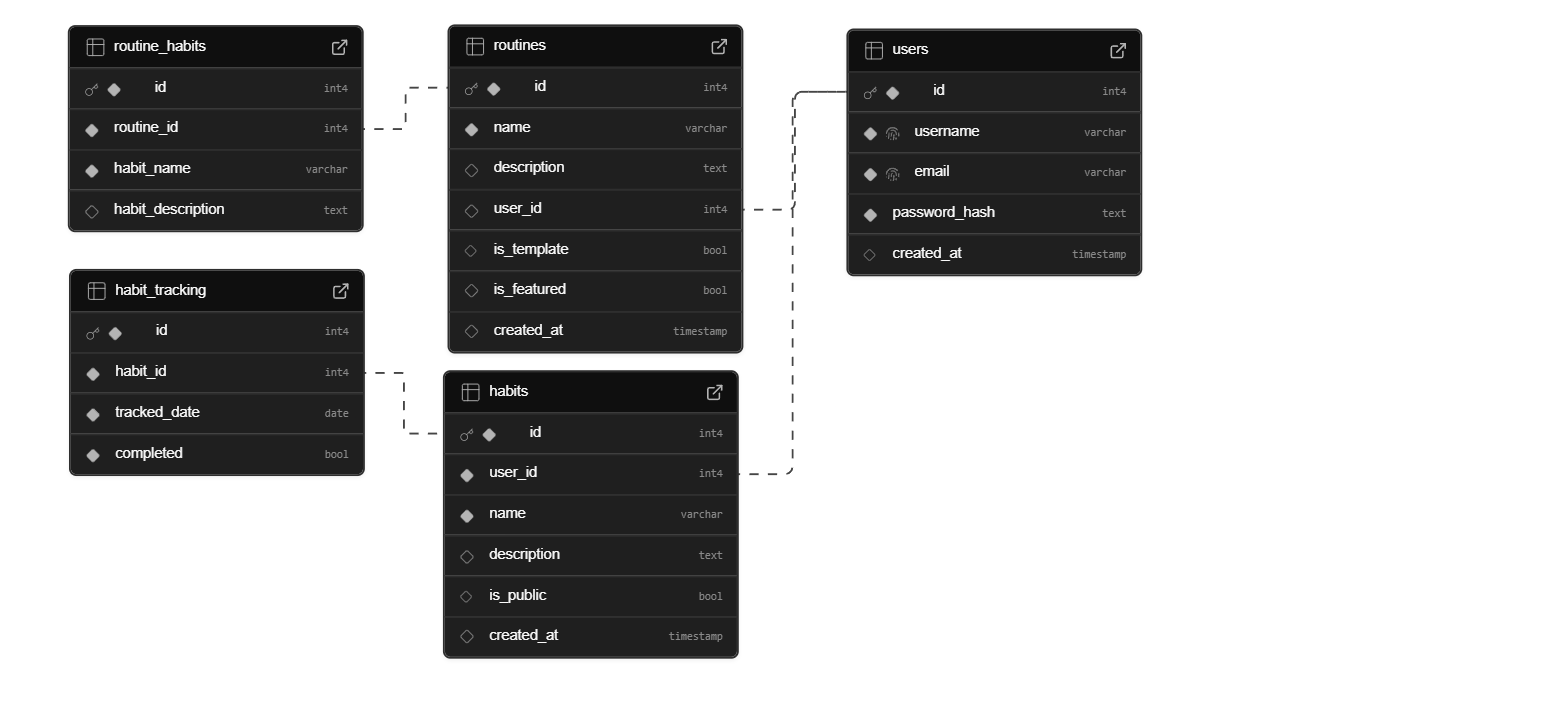 routine_habits
id int4
routine_id int4
habit_name varchar
habit_description text
routines
id int4
name varchar
description text
user_id int4
is_template bool
is_featured bool
created_at timestamp
users
id int4
username varchar
email varchar
password_hash text
created_at timestamp
habit_tracking
id int4
habit_id int4
tracked_date date
completed bool
habits
id int4
user_id int4
name varchar
description text
is_public bool
created_at timestamp